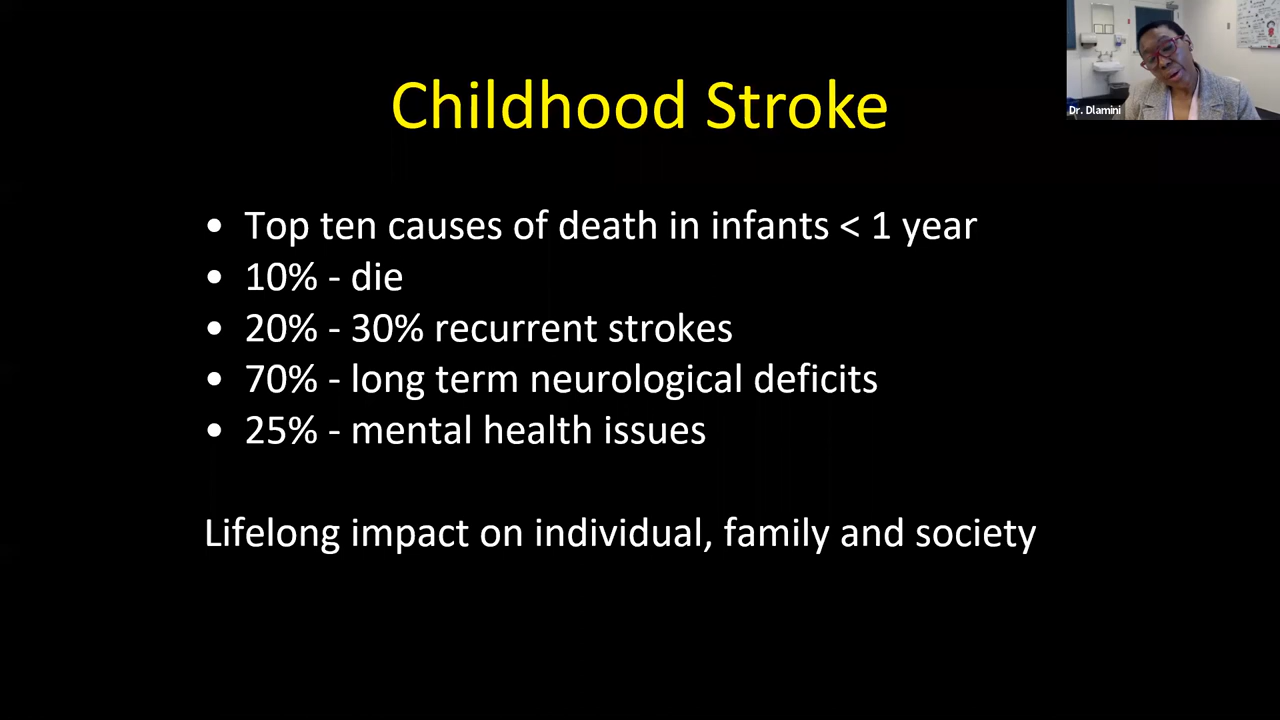 Childhood Stroke
Dr. Dlamini
• Top ten causes of death in infants < 1 year
• 10% - die
• 20% - 30% recurrent strokes
• 70% - long term neurological deficits
• 25% - mental health issues
Lifelong impact on individual, family and society